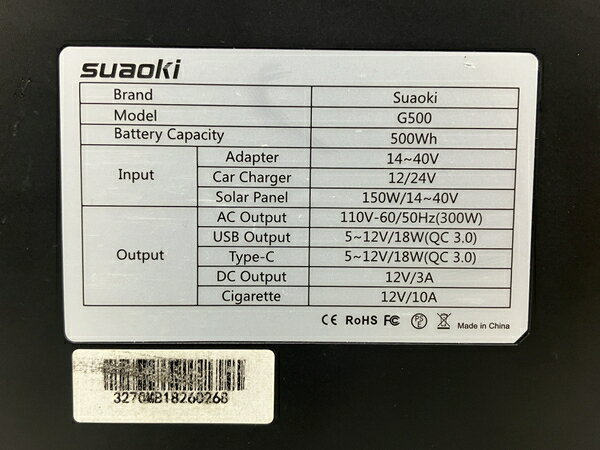 suaoki
Brand Suaoki
Model G500
Battery Capacity 500Wh
Input Adapter 14~40V
Car Charger 12/24V
Solar Panel 150W/14~40V
Output AC Output 110V-60/50Hz(300W)
USB Output 5~12V/18W(QC 3.0)
Type-C 5~12V/18W(QC 3.0)
DC Output 12V/3A
Cigarette 12V/10A
CE RoHS FC PSE Made in China
3270MB18260268